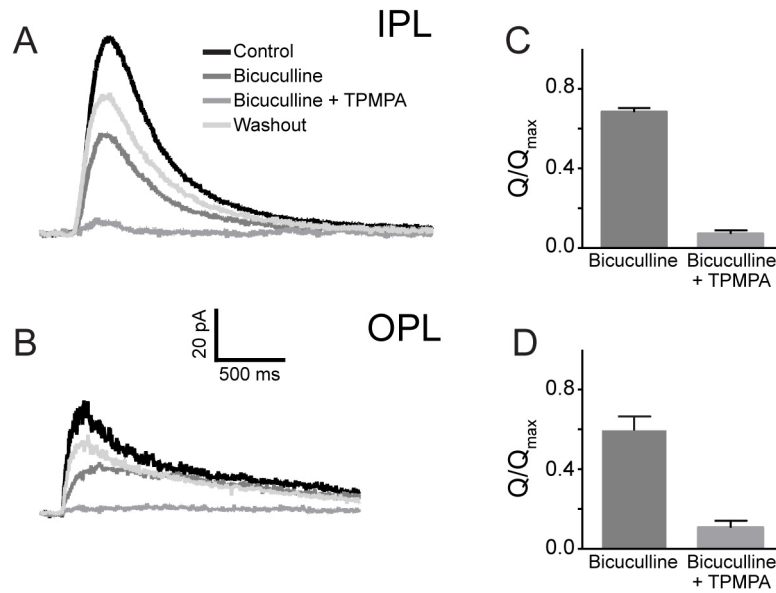 A
IPL
Control
Bicuculline
Bicuculline + TPMPA
Washout
B
20 pA
500 ms
OPL
C
Q/Qmax
0.8
0.4
0.0
Bicuculline
Bicuculline
+ TPMPA
D
Q/Qmax
0.8
0.4
0.0
Bicuculline
Bicuculline
+ TPMPA